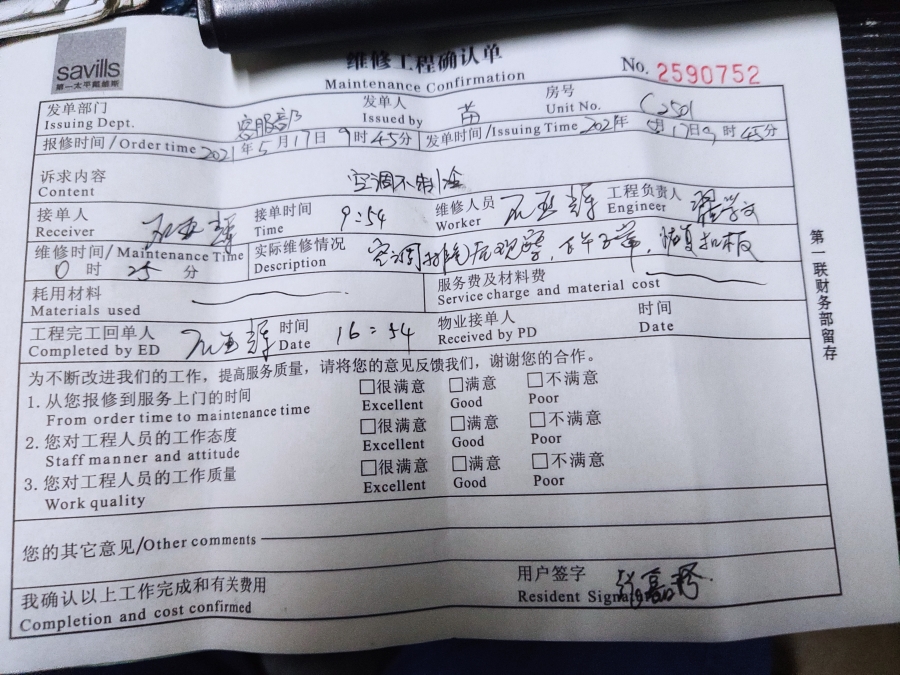 savills
第一太平戴维斯
维修工程确认单
Maintenance Confirmation
No. 2590752
发单部门 客服部 发单人 苗 房号 C2501
Issuing Dept. Issued by Unit No.
报修时间/Order time 2021年5月17日9时45分 发单时间/Issuing Time 2021年5月17日9时45分
诉求内容 空调不制冷
Content
接单人 接单时间 9:54 维修人员 工程负责人
Receiver Time Worker Engineer
维修时间/Maintenance Time 实际维修情况 空调排
0时25分 Description
耗用材料 服务费及材料费
Materials used Service charge and material cost
工程完工回单人 时间 16:54 物业接单人 时间
Completed by ED Date Received by PD Date
为不断改进我们的工作，提高服务质量，请将您的意见反馈我们，谢谢您的合作。
1. 从您报修到服务上门的时间 □很满意 □满意 □不满意
From order time to maintenance time Excellent Good Poor
2. 您对工程人员的工作态度 □很满意 □满意 □不满意
Staff manner and attitude Excellent Good Poor
3. 您对工程人员的工作质量 □很满意 □满意 □不满意
Work quality Excellent Good Poor
您的其它意见/Other comments
我确认以上工作完成和有关费用 用户签字
Completion and cost confirmed Resident Signature
第一联财务部留存